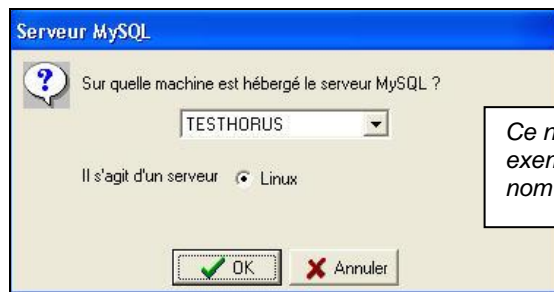 Serveur MySQL
Sur quelle machine est hébergé le serveur MySQL ?
TESTHORUS
Il s'agit d'un serveur Linux
Ce
nom
OK Annuler